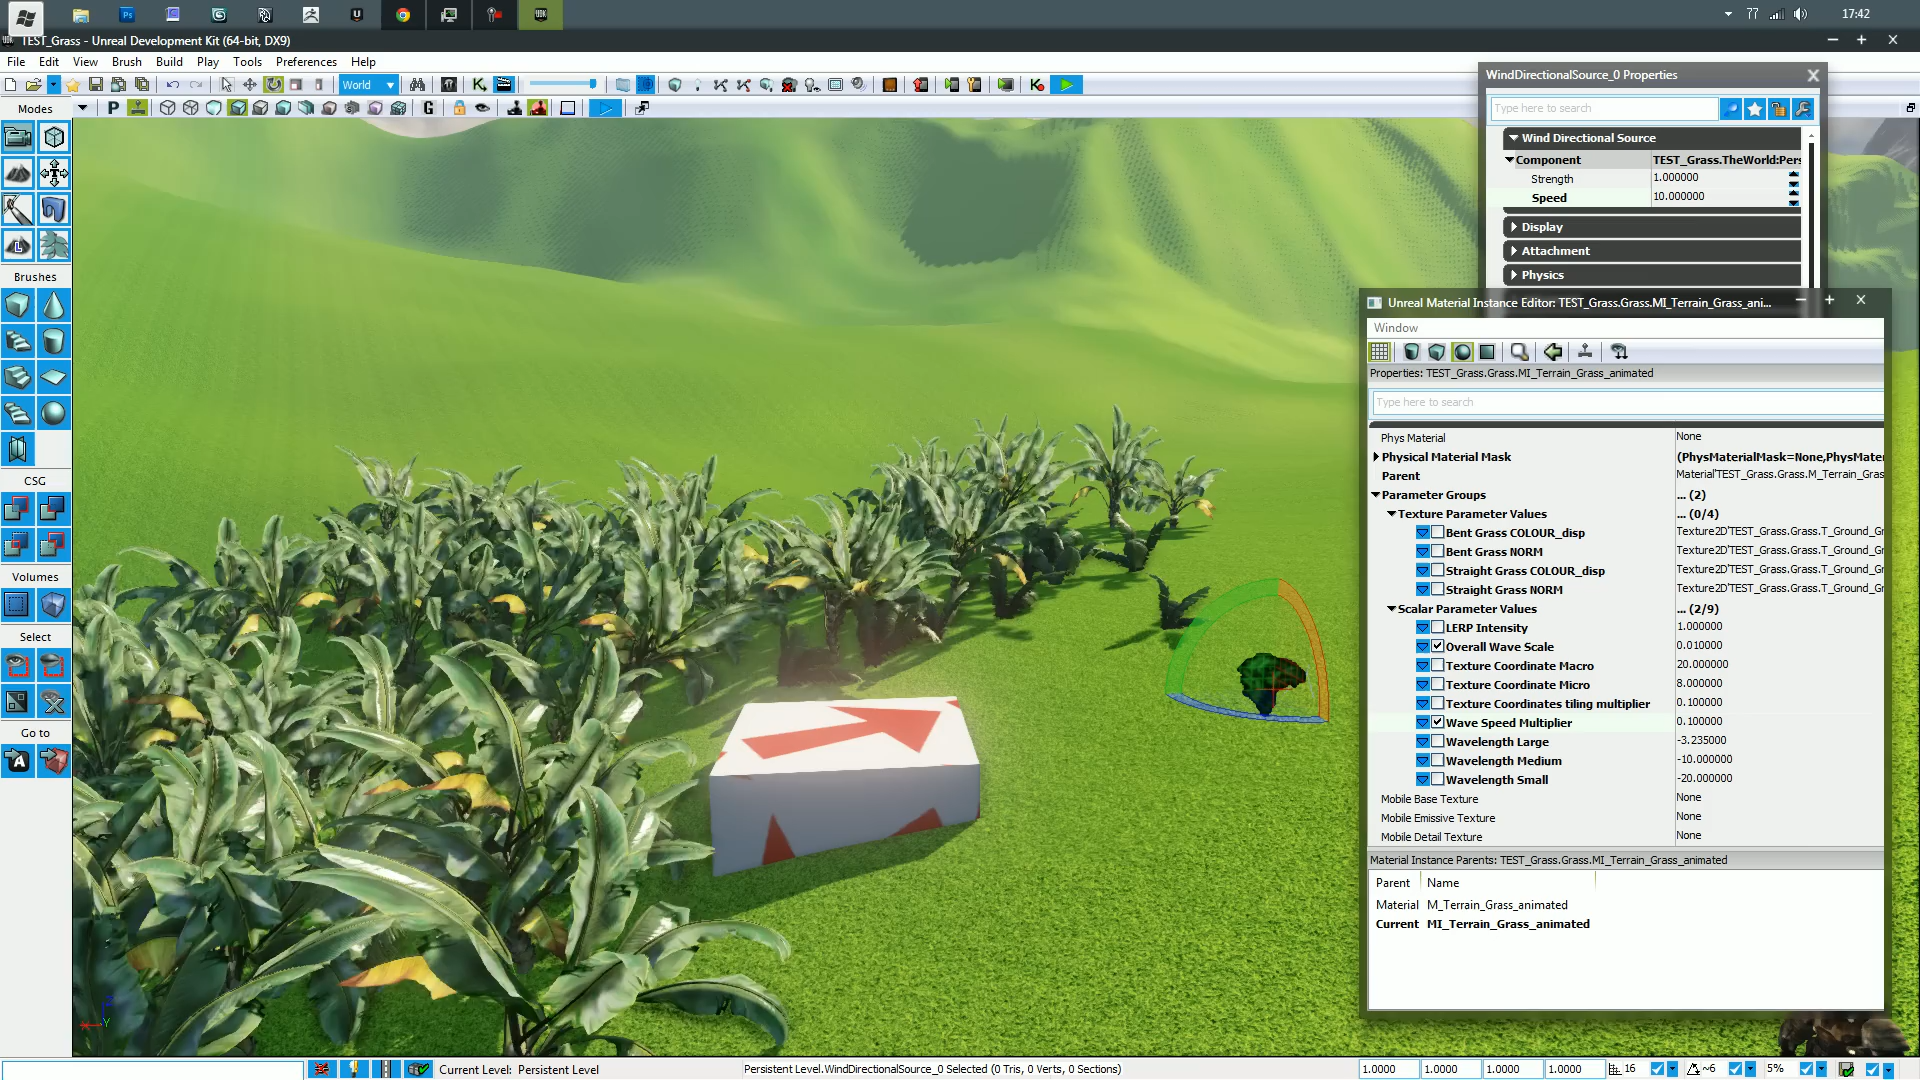 17:42
TEST_Grass - Unreal Development Kit (64-bit, DX9)
File Edit View Brush Build Play Tools Preferences Help
World
Modes
P
G
Brushes
CSG
Volumes
Select
Go to
WindDirectionalSource_0 Properties
Type here to search
Wind Directional Source
Component TEST_Grass.TheWorld:Pers
Strength 1.000000
Speed 10.000000
Display
Attachment
Physics
Unreal Material Instance Editor: TEST_Grass.Grass.MI_Terrain_Grass_ani...
Window
Properties: TEST_Grass.Grass.MI_Terrain_Grass_animated
Type here to search
Phys Material None
Physical Material Mask (PhysMaterialMask=None,PhysMater
Parent Material'TEST_Grass.Grass.M_Terrain_Gras
Parameter Groups ... (2)
Texture Parameter Values ... (0/4)
Bent Grass COLOUR_disp Texture2D'TEST_Grass.Grass.T_Ground_Gr
Bent Grass NORM Texture2D'TEST_Grass.Grass.T_Ground_Gr
Straight Grass COLOUR_disp Texture2D'TEST_Grass.Grass.T_Ground_Gr
Straight Grass NORM Texture2D'TEST_Grass.Grass.T_Ground_Gr
Scalar Parameter Values ... (2/9)
LERP Intensity 1.000000
Overall Wave Scale 0.010000
Texture Coordinate Macro 20.000000
Texture Coordinate Micro 8.000000
Texture Coordinates tiling multiplier 0.100000
Wave Speed Multiplier 0.100000
Wavelength Large -3.235000
Wavelength Medium -10.000000
Wavelength Small -20.000000
Mobile Base Texture None
Mobile Emissive Texture None
Mobile Detail Texture None
Material Instance Parents: TEST_Grass.Grass.MI_Terrain_Grass_animated
Parent Name
Material M_Terrain_Grass_animated
Current MI_Terrain_Grass_animated
Z
X Y
Current Level: Persistent Level
Persistent Level.WindDirectionalSource_0 Selected (0 Tris, 0 Verts, 0 Sections)
1.0000 1.0000 1.0000 1.0000 16 ~6 5%